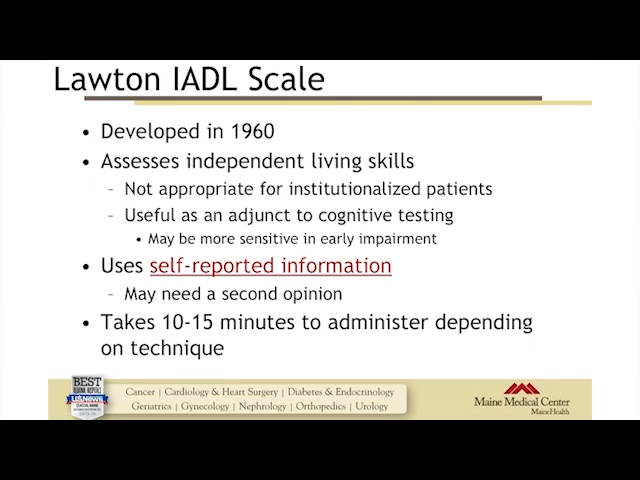 Lawton IADL Scale
• Developed in 1960
• Assesses independent living skills
– Not appropriate for institutionalized patients
– Useful as an adjunct to cognitive testing
• May be more sensitive in early impairment
• Uses self-reported information
– May need a second opinion
• Takes 10-15 minutes to administer depending
on technique
BEST
REGIONAL HOSPITALS
U.S.News
Cancer | Cardiology & Heart Surgery | Diabetes & Endocrinology
Geriatrics | Gynecology | Nephrology | Orthopedics | Urology
Maine Medical Center
MaineHealth